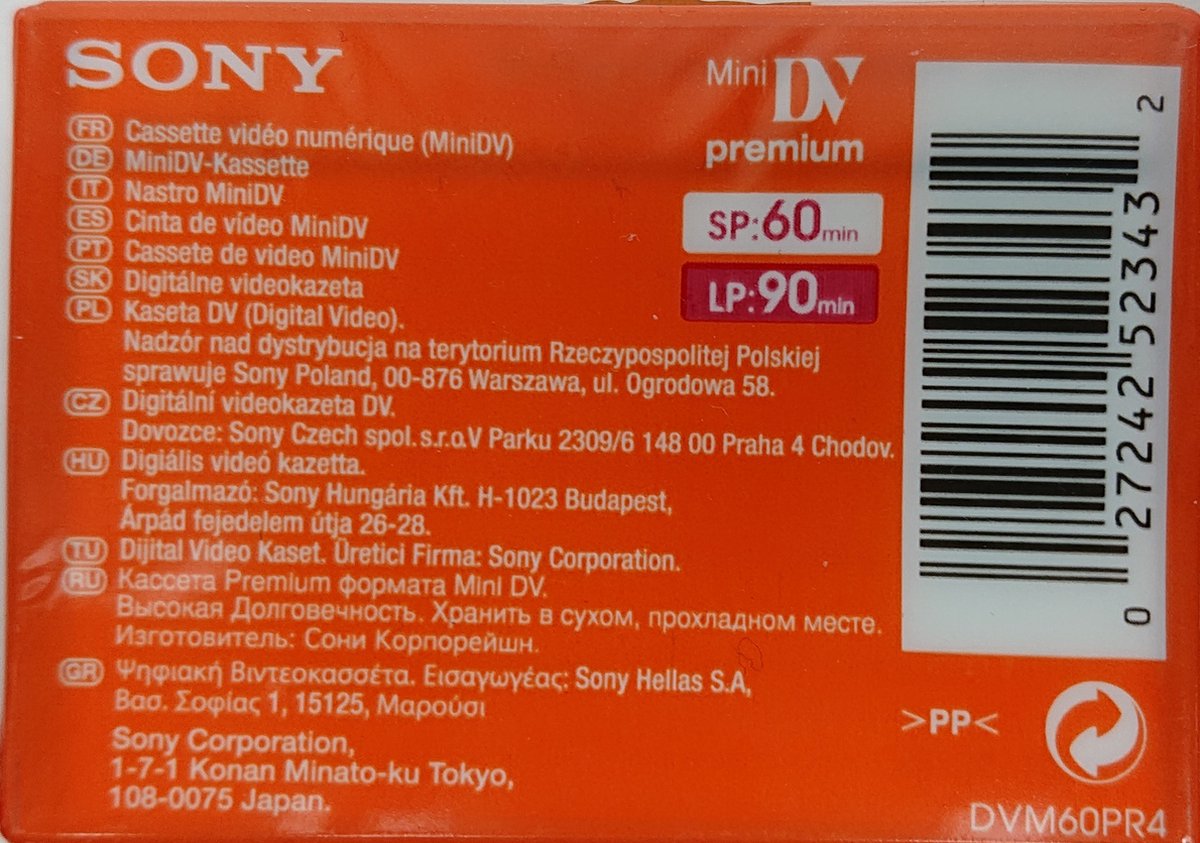 SONY
Mini DV
premium
SP:60min
LP:90min
FR Cassette vidéo numérique (MiniDV)
DE MiniDV-Kassette
IT Nastro MiniDV
ES Cinta de vídeo MiniDV
PT Cassete de video MiniDV
SK Digitálne videokazeta
PL Kaseta DV (Digital Video).
Nadzór nad dystrybucja na terytorium Rzeczypospolitej Polskiej
sprawuje Sony Poland, 00-876 Warszawa, ul. Ogrodowa 58.
CZ Digitální videokazeta DV.
Dovozce: Sony Czech spol.s.r.o.V Parku 2309/6 148 00 Praha 4 Chodov.
HU Digiális videó kazetta.
Forgalmazó: Sony Hungária Kft. H-1023 Budapest,
Árpád fejedelem útja 26-28.
TU Dijital Video Kaset. Üretici Firma: Sony Corporation.
RU Кассета Premium формата Mini DV.
Высокая Долговечность. Хранить в сухом, прохладном месте.
Изготовитель: Сони Корпорейшн.
GR Ψηφιακή Βιντεοκασσέτα. Εισαγωγέας: Sony Hellas S.A,
Βασ. Σοφίας 1, 15125, Μαρούσι
Sony Corporation,
1-7-1 Konan Minato-ku Tokyo,
108-0075 Japan.
0 27242 52343 2
>PP<
DVM60PR4